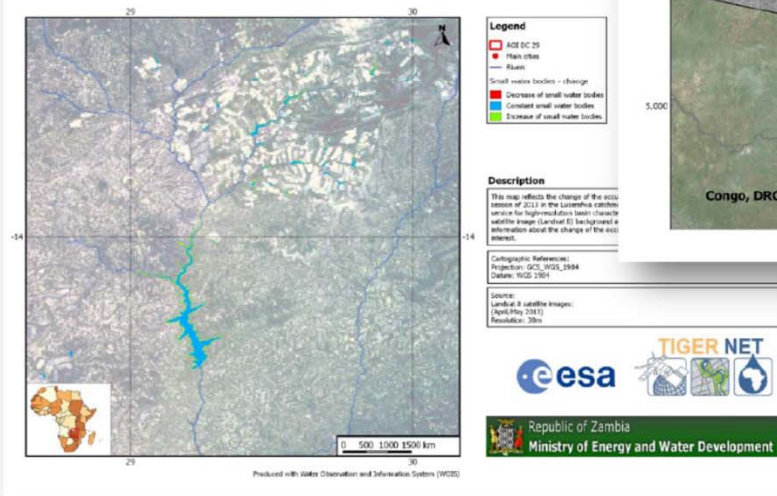 29
30
N
-14
-14
0 500 1000 1500 km
29
30
Produced with Water Observation and Information System (WOIS)
Legend
AOI DC 29
Main cities
Rivers
Small water bodies - change
Decrease of small water bodies
Constant small water bodies
Increase of small water bodies
Description
This map reflects the change of the occu
season of 2013 in the Lusemfwa catchme
service for high-resolution basin characte
satellite image (Landsat 8) background a
information about the change of the occu
interest.
Cartographic References:
Projection: GCS_WGS_1984
Datum: WGS 1984
Source:
Landsat 8 satellite images:
(April/May 2013)
Resolution: 30m
5,000
Congo, DRC
esa
TIGER NET
Republic of Zambia
Ministry of Energy and Water Development